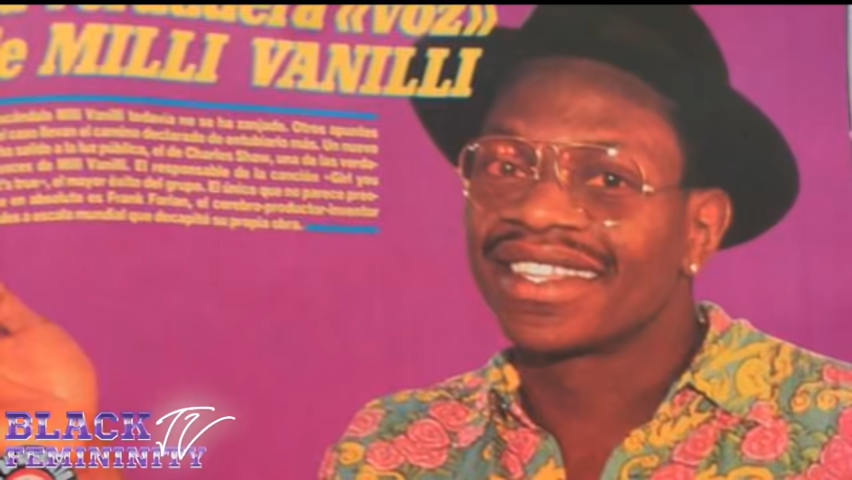 verdadera «voz»
de MILLI VANILLI
Milli Vanilli todavía no se ha zanjado. Otros apuntes
el caso llevan el camino declarado de enturbiarlo más. Un nuevo
ha salido a la luz pública, el de Charles Shaw, una de las verda-
voces de Milli Vanilli. El responsable de la canción «Girl you
it's true», el mayor éxito del grupo. El único que no parece preo-
e en absoluto es Frank Farian, el cerebro-productor-inventor
a escala mundial que decapitó su propia obra.
BLACK TV
FEMININITY